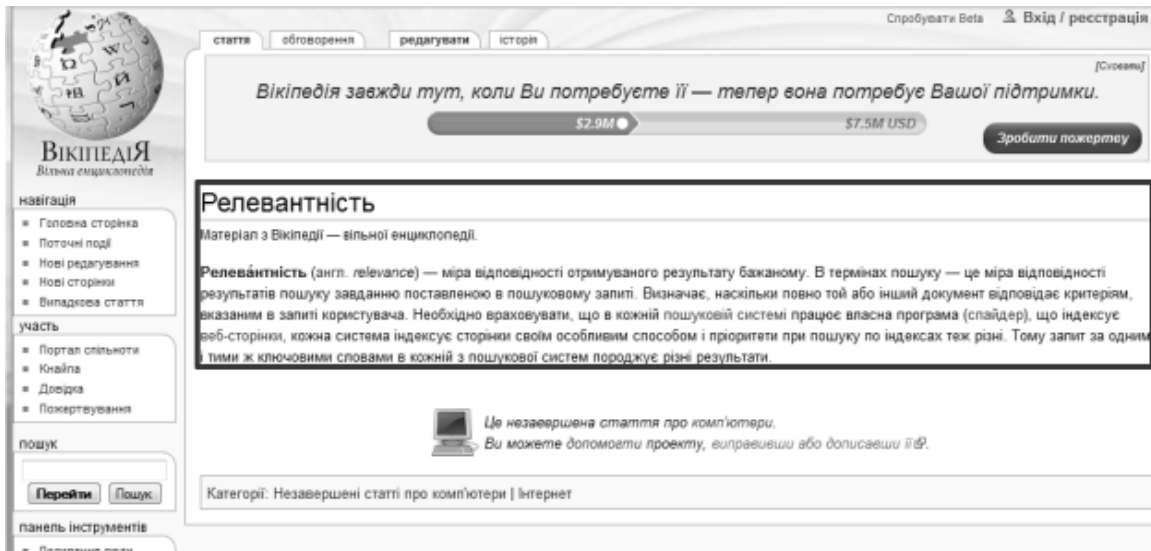 Спробувати Beta Вхід / реєстрація
стаття обговорення редагувати історія
[Сховати]
Вікіпедія завжди тут, коли Ви потребуєте її — тепер вона потребує Вашої підтримки.
$2.9M $7.5M USD
Зробити пожертву
ВІКІПЕДІЯ
Вільна енциклопедія
навігація
Головна сторінка
Поточні події
Нові редагування
Нові сторінки
Випадкова стаття
участь
Портал спільноти
Кнайпа
Довідка
Пожертвування
пошук
Перейти Пошук
панель інструментів
Посилання сюди
Релевантність
Матеріал з Вікіпедії — вільної енциклопедії.
Релева́нтність (англ. relevance) — міра відповідності отримуваного результату бажаному. В термінах пошуку — це міра відповідності
результатів пошуку завданню поставленою в пошуковому запиті. Визначає, наскільки повно той або інший документ відповідає критеріям,
вказаним в запиті користувача. Необхідно враховувати, що в кожній пошуковій системі працює власна програма (спайдер), що індексує
веб-сторінки, кожна система індексує сторінки своїм особливим способом і пріоритети при пошуку по індексах теж різні. Тому запит за одним
і тими ж ключовими словами в кожній з пошукової систем породжує різні результати.
Це незавершена стаття про комп'ютери.
Ви можете допомогти проекту, виправивши або дописавши її.
Категорії: Незавершені статті про комп'ютери | Інтернет